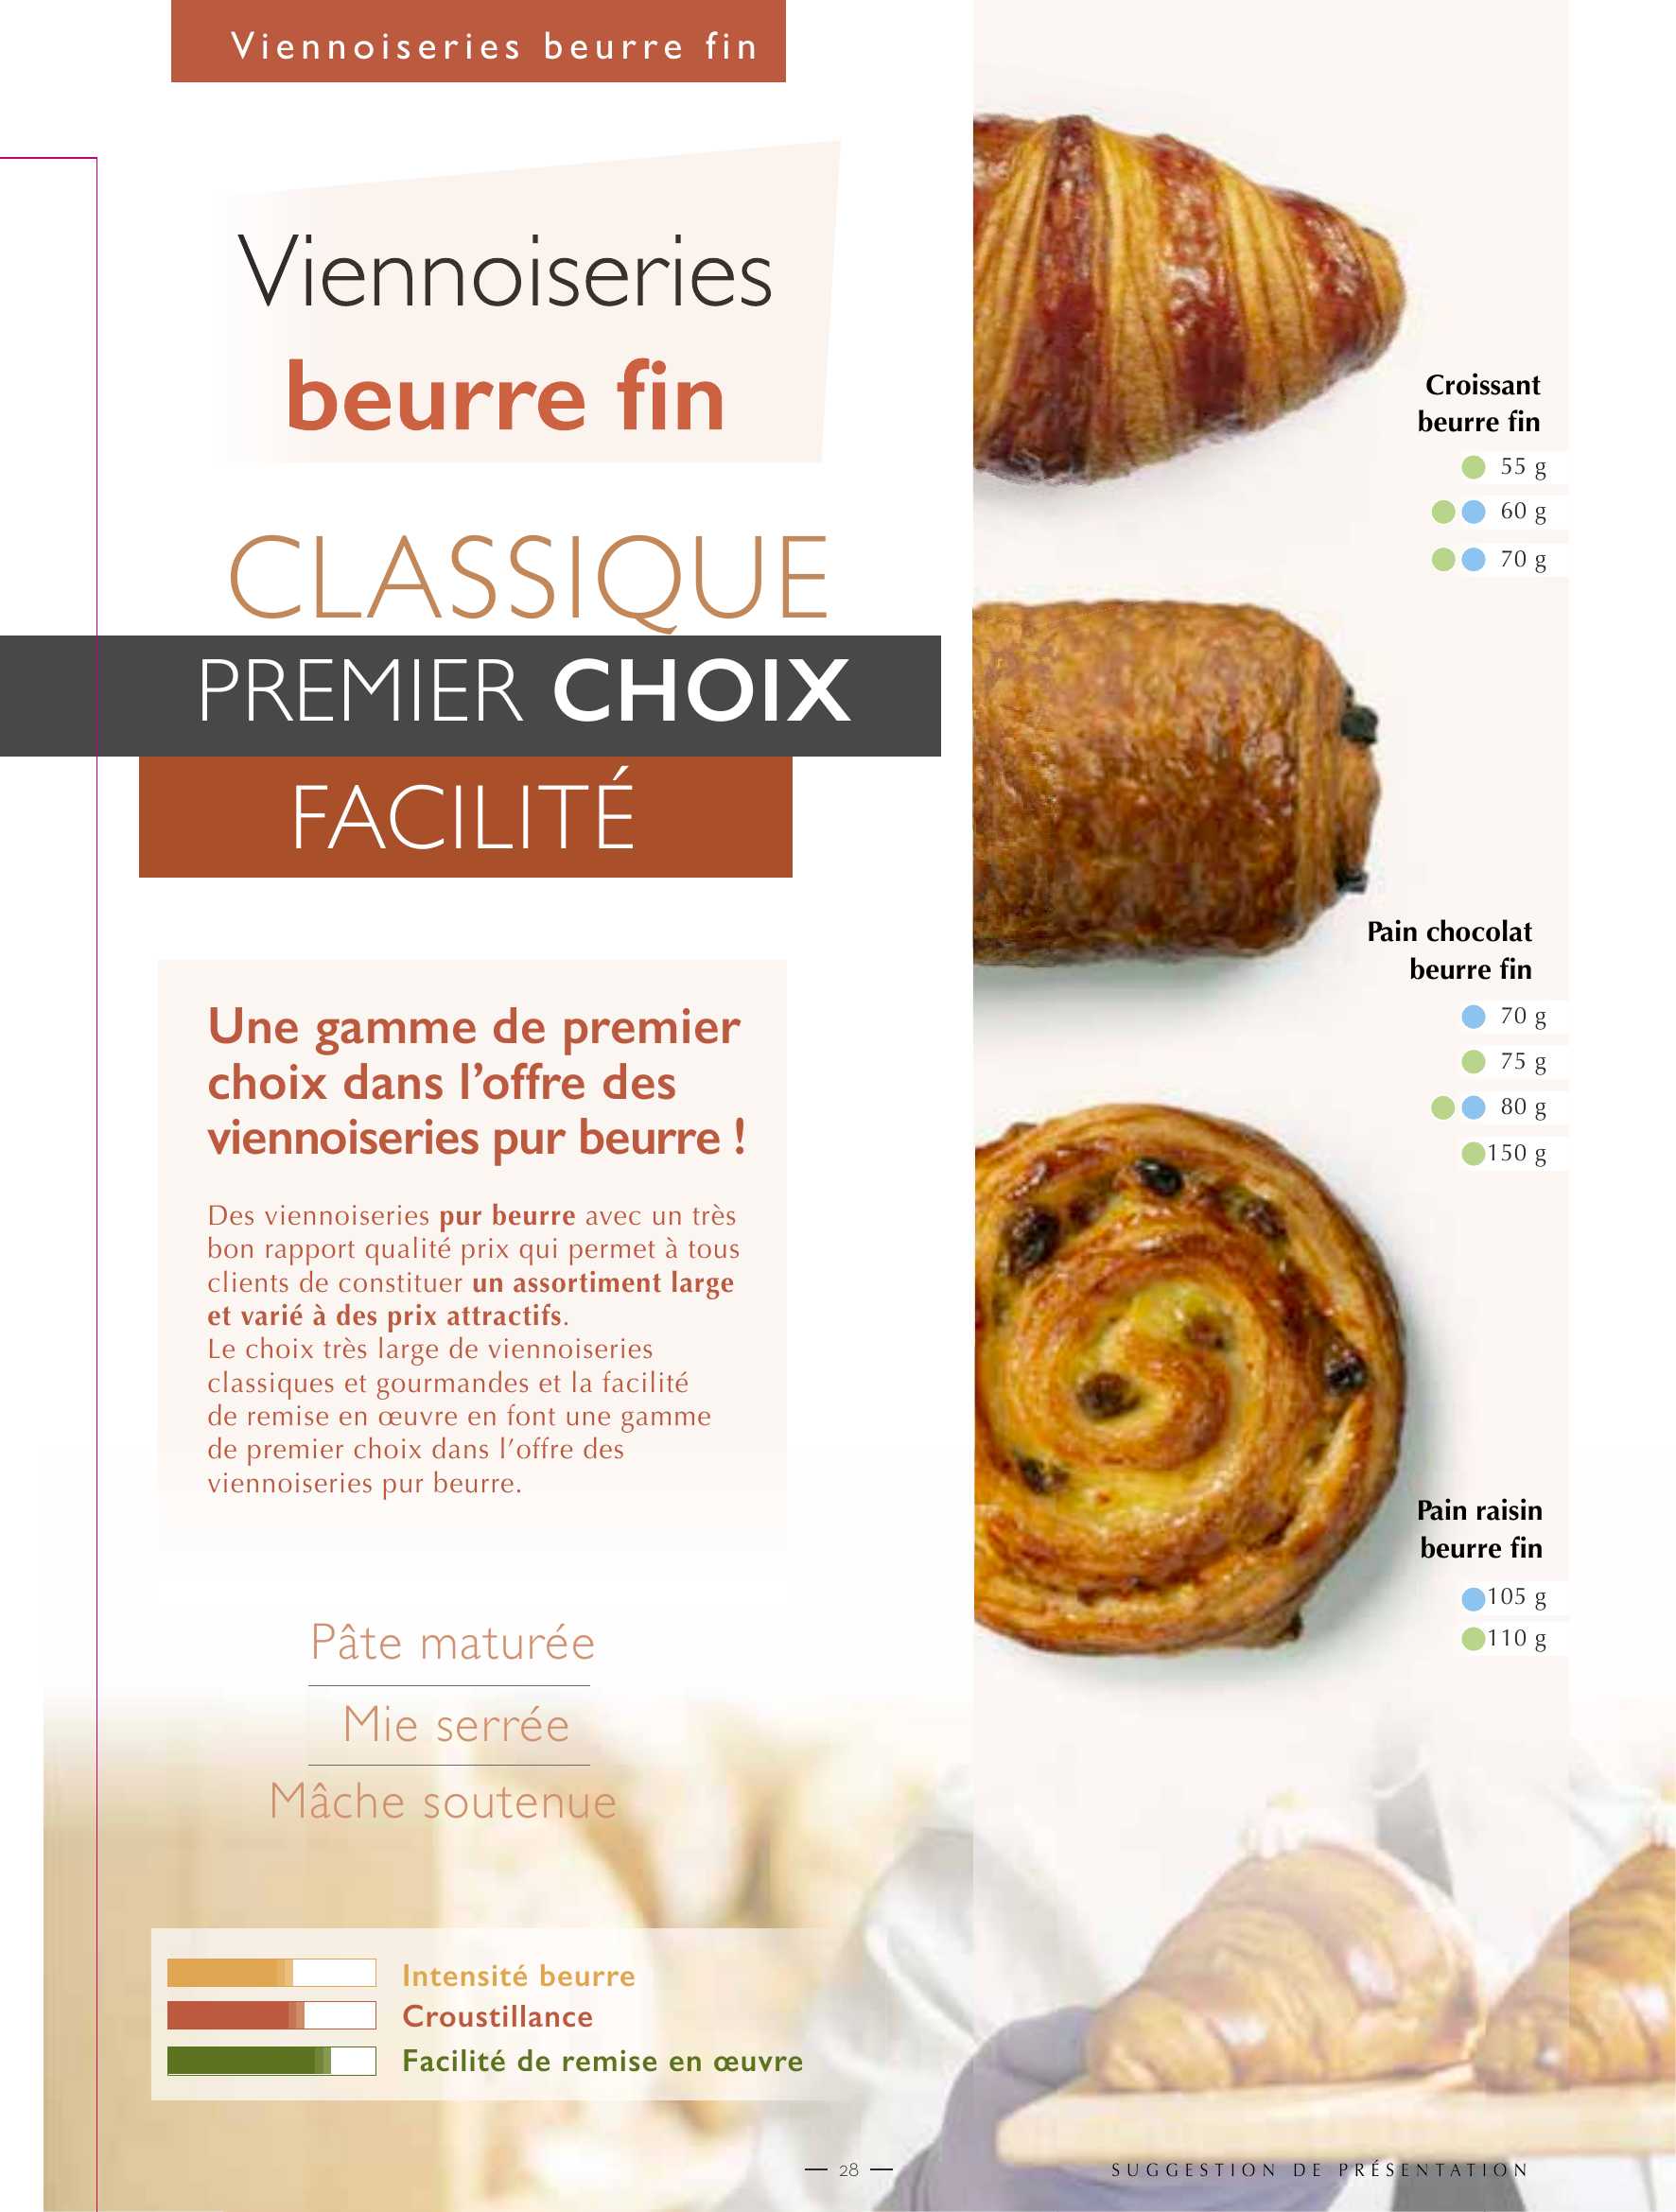 Viennoiseries beurre fin
Viennoiseries
beurre fin
CLASSIQUE
PREMIER CHOIX
FACILITÉ
Une gamme de premier
choix dans l’offre des
viennoiseries pur beurre !
Des viennoiseries pur beurre avec un très
bon rapport qualité prix qui permet à tous
clients de constituer un assortiment large
et varié à des prix attractifs.
Le choix très large de viennoiseries
classiques et gourmandes et la facilité
de remise en œuvre en font une gamme
de premier choix dans l’offre des
viennoiseries pur beurre.
Pâte maturée
Mie serrée
Mâche soutenue
Intensité beurre
Croustillance
Facilité de remise en œuvre
Croissant
beurre fin
55 g
60 g
70 g
Pain chocolat
beurre fin
70 g
75 g
80 g
150 g
Pain raisin
beurre fin
105 g
110 g
28
SUGGESTION DE PRÉSENTATION